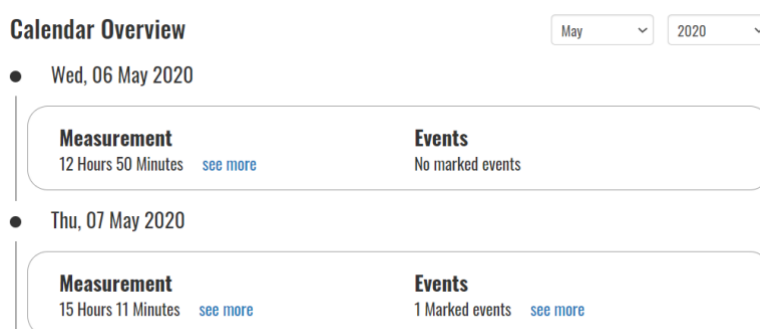 Calendar Overview
May
2020
Wed, 06 May 2020
Measurement
12 Hours 50 Minutes see more
Events
No marked events
Thu, 07 May 2020
Measurement
15 Hours 11 Minutes see more
Events
1 Marked events see more